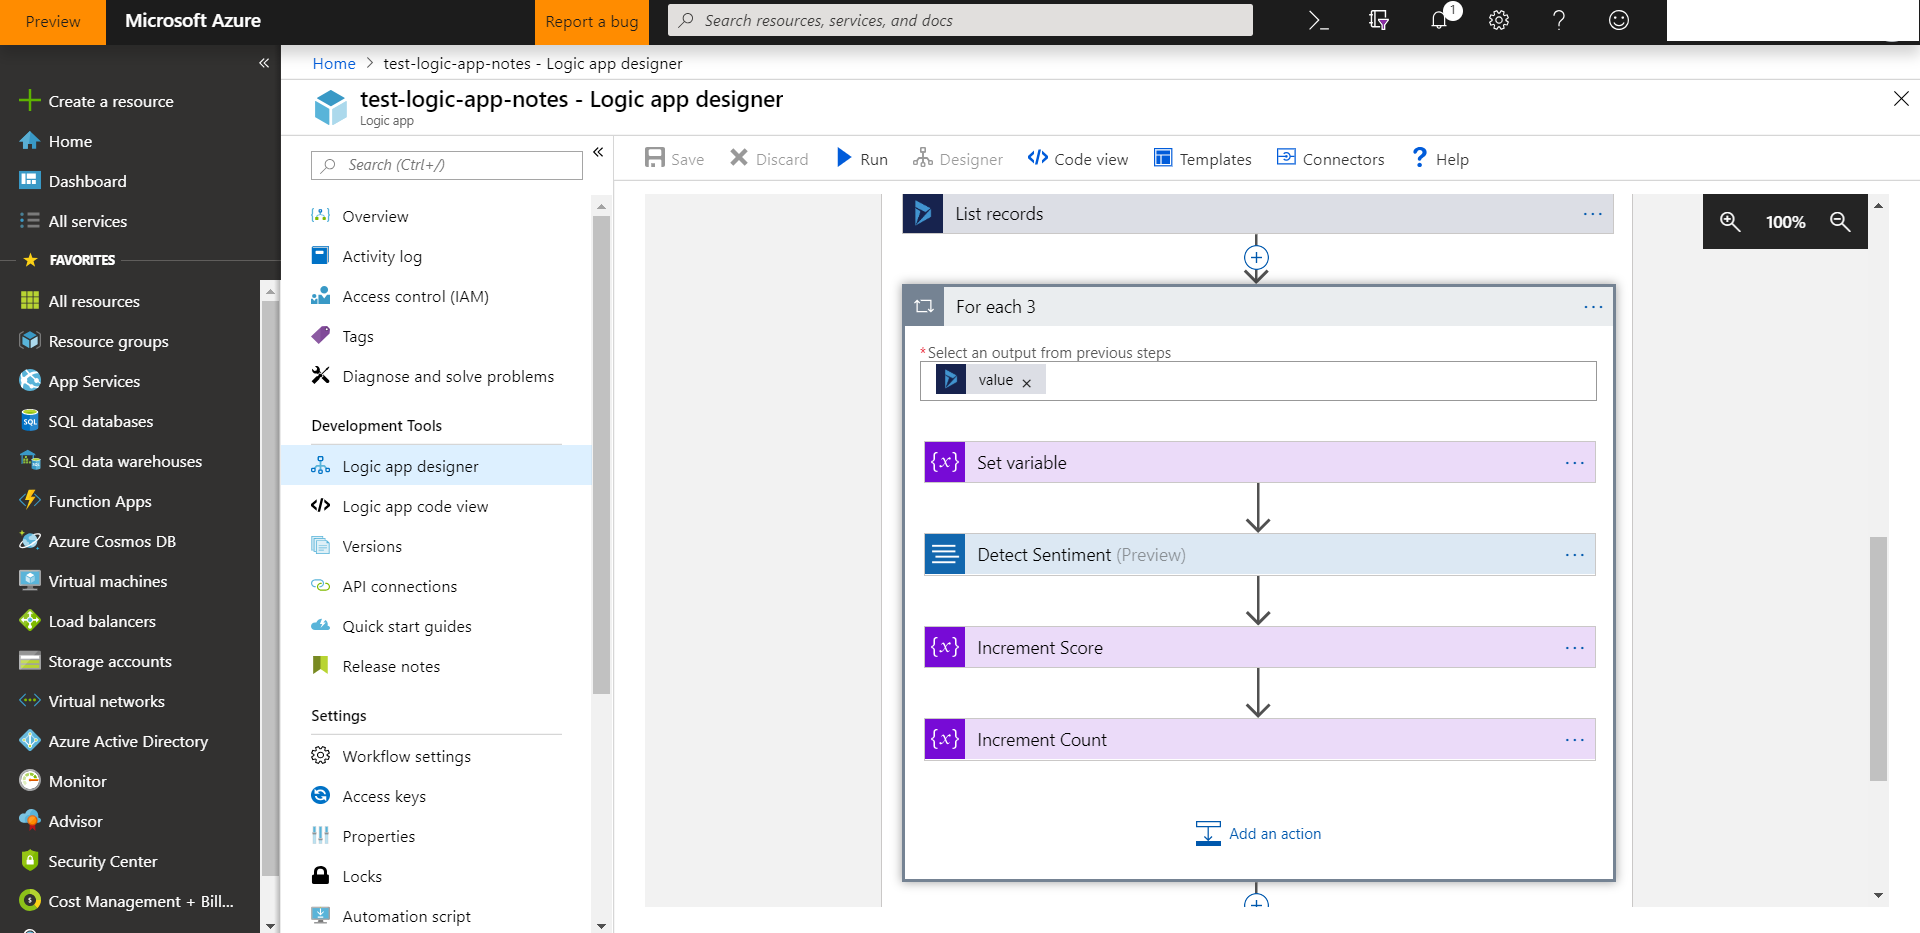 Preview
Microsoft Azure
Report a bug
Search resources, services, and docs
1
Create a resource
Home
Dashboard
All services
FAVORITES
All resources
Resource groups
App Services
SQL databases
SQL data warehouses
Function Apps
Azure Cosmos DB
Virtual machines
Load balancers
Storage accounts
Virtual networks
Azure Active Directory
Monitor
Advisor
Security Center
Cost Management + Bill...
Home > test-logic-app-notes - Logic app designer
test-logic-app-notes - Logic app designer
Logic app
Search (Ctrl+/)
Overview
Activity log
Access control (IAM)
Tags
Diagnose and solve problems
Development Tools
Logic app designer
Logic app code view
Versions
API connections
Quick start guides
Release notes
Settings
Workflow settings
Access keys
Properties
Locks
Automation script
Save Discard Run Designer Code view Templates Connectors Help
List records
100%
For each 3
*Select an output from previous steps
value ×
{x} Set variable
Detect Sentiment (Preview)
{x} Increment Score
{x} Increment Count
Add an action